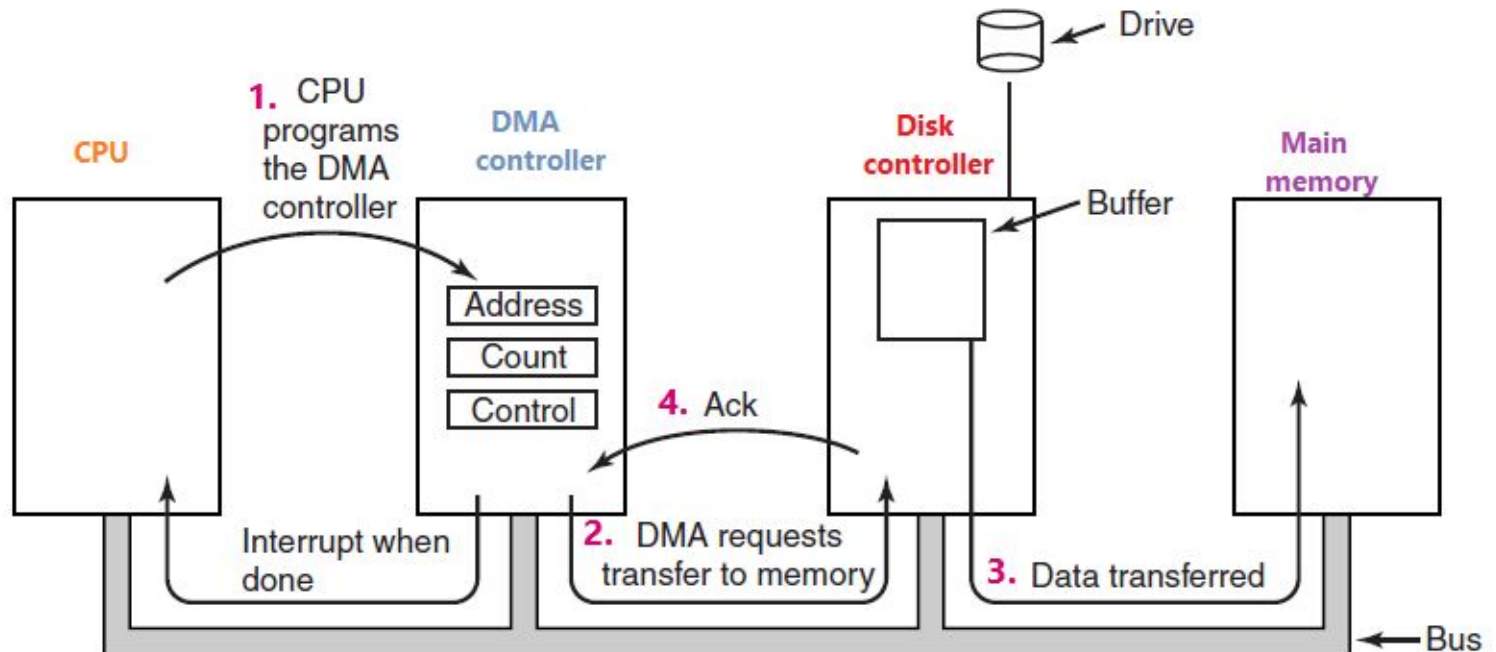 Drive
1. CPU
programs
the DMA
controller
CPU
DMA
controller
Disk
controller
Main
memory
Buffer
Address
Count
Control
4. Ack
Interrupt when
done
2. DMA requests
transfer to memory
3. Data transferred
Bus